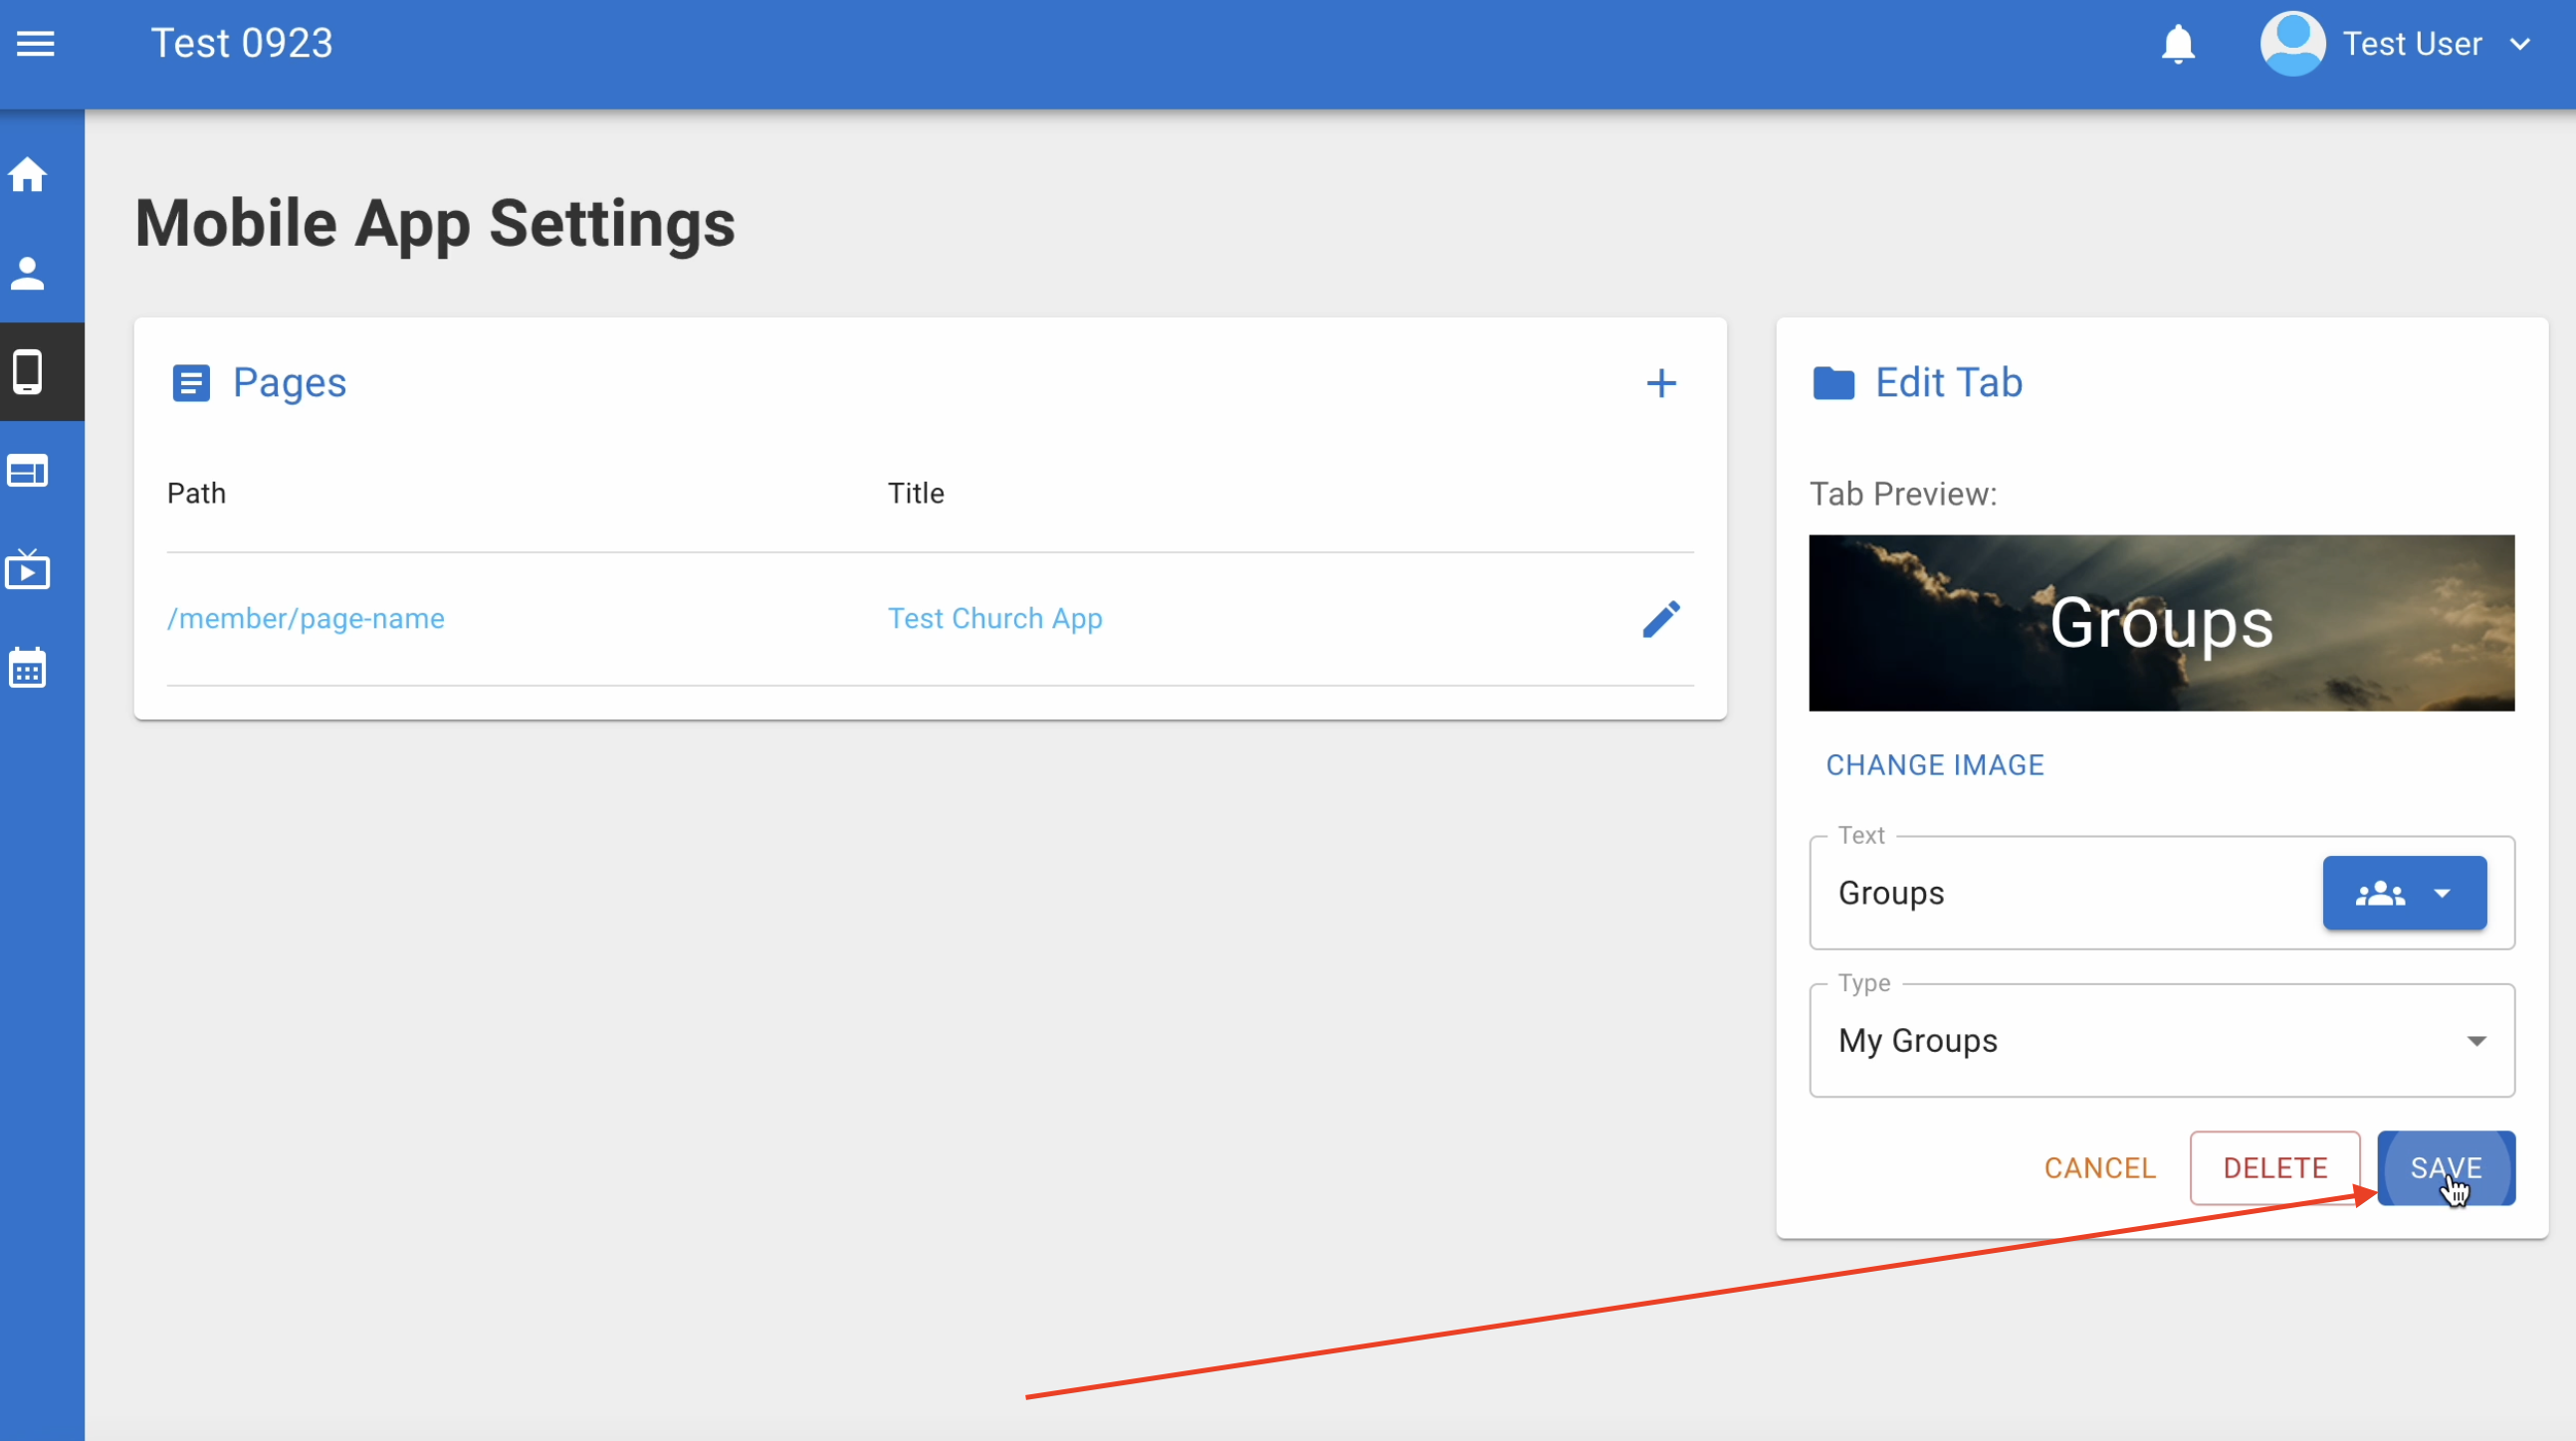 Test 0923
Test User
Mobile App Settings
Pages
Path Title
/member/page-name Test Church App
Edit Tab
Tab Preview:
Groups
CHANGE IMAGE
Text
Groups
Type
My Groups
CANCEL DELETE SAVE